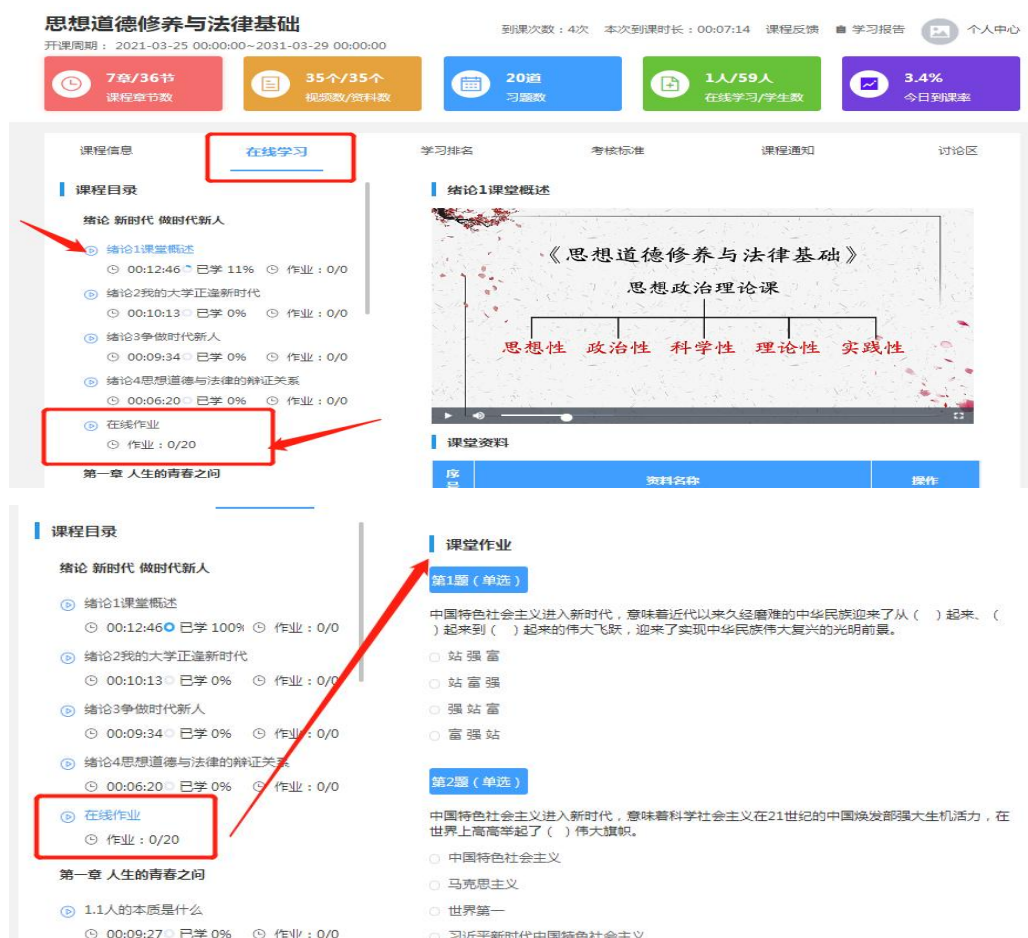 思想道德修养与法律基础
到课次数：4次 本次到课时长：00:07:14 课程反馈 学习报告 个人中心
开课周期： 2021-03-25 00:00:00~2031-03-29 00:00:00
7章/36节
课程章节数
35个/35个
视频数/资料数
20道
习题数
1人/59人
在线学习/学生数
3.4%
今日到课率
课程信息 在线学习 学习排名 考核标准 课程通知 讨论区
课程目录
绪论 新时代 做时代新人
绪论1课堂概述
00:12:46 已学 11% 作业：0/0
绪论2我的大学正逢新时代
00:10:13 已学 0% 作业：0/0
绪论3争做时代新人
00:09:34 已学 0% 作业：0/0
绪论4思想道德与法律的辩证关系
00:06:20 已学 0% 作业：0/0
在线作业
作业：0/20
第一章 人生的青春之问
绪论1课堂概述
《思想道德修养与法律基础》
思想政治理论课
思想性 政治性 科学性 理论性 实践性
课堂资料
序号 资料名称 操作
课程目录
绪论 新时代 做时代新人
绪论1课堂概述
00:12:46 已学 100% 作业：0/0
绪论2我的大学正逢新时代
00:10:13 已学 0% 作业：0/0
绪论3争做时代新人
00:09:34 已学 0% 作业：0/0
绪论4思想道德与法律的辩证关系
00:06:20 已学 0% 作业：0/0
在线作业
作业：0/20
第一章 人生的青春之问
1.1人的本质是什么
00:09:27 已学 0% 作业：0/0
课堂作业
第1题（单选）
中国特色社会主义进入新时代，意味着近代以来久经磨难的中华民族迎来了从（ ）起来、（
）起来到（ ）起来的伟大飞跃，迎来了实现中华民族伟大复兴的光明前景。
站 强 富
站 富 强
强 站 富
富 强 站
第2题（单选）
中国特色社会主义进入新时代，意味着科学社会主义在21世纪的中国焕发部强大生机活力，在
世界上高高举起了（ ）伟大旗帜。
中国特色社会主义
马克思主义
世界第一
习近平新时代中国特色社会主义